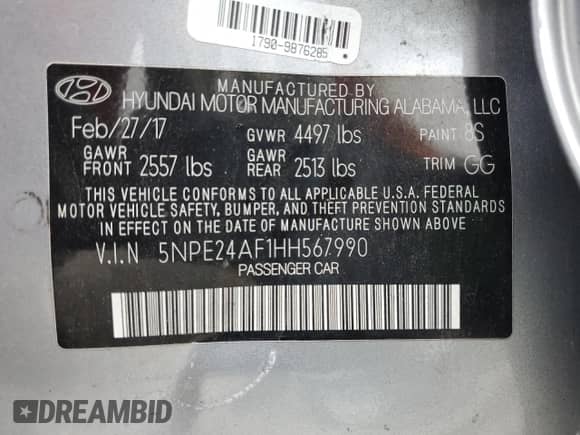 1790-9876285
MANUFACTURED BY
HYUNDAI MOTOR MANUFACTURING ALABAMA, LLC
Feb/27/17 GVWR 4497 lbs PAINT 8S
GAWR FRONT 2557 lbs GAWR REAR 2513 lbs TRIM GG
THIS VEHICLE CONFORMS TO ALL APPLICABLE U.S.A. FEDERAL
MOTOR VEHICLE SAFETY, BUMPER, AND THEFT PREVENTION STANDARDS
IN EFFECT ON THE DATE OF MANUFACTURE SHOWN ABOVE.
V.I.N 5NPE24AF1HH567990
PASSENGER CAR
DREAMBID